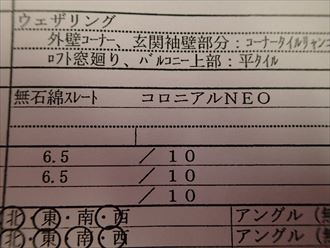 ウェザリング
外壁コーナー、玄関袖壁部分：コーナータイル
ロフト窓廻り、バルコニー上部：平タイル
無石綿スレート コロニアルNEO
6.5 /10
6.5 /10
/10
北・東・南・西 アングル
北・東・南・西 アングル